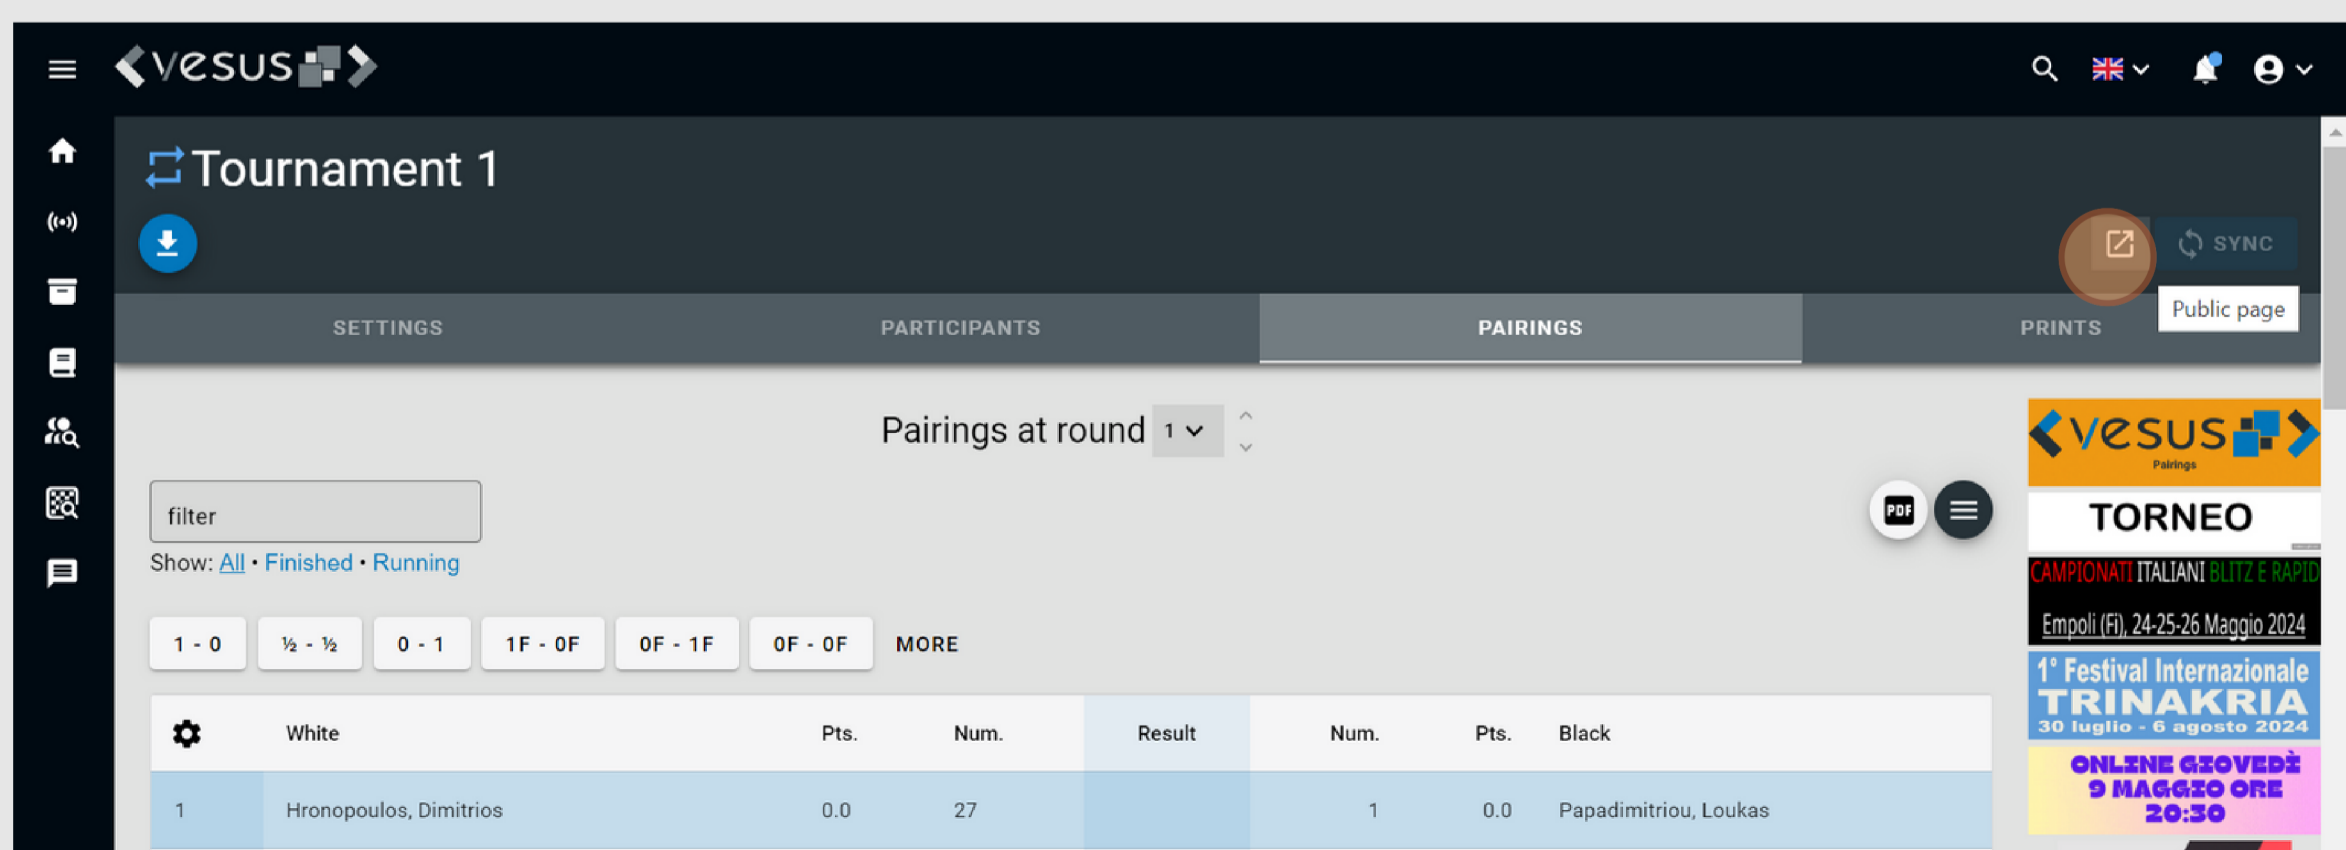 vesus
Tournament 1
SYNC
Public page
SETTINGS
PARTICIPANTS
PAIRINGS
PRINTS
Pairings at round 1
filter
PDF
Show: All • Finished • Running
1 - 0
½ - ½
0 - 1
1F - 0F
0F - 1F
0F - 0F
MORE
White Pts. Num. Result Num. Pts. Black
1 Hronopoulos, Dimitrios 0.0 27 1 0.0 Papadimitriou, Loukas
vesus
Pairings
TORNEO
CAMPIONATI ITALIANI BLITZ E RAPID
Empoli (Fi), 24-25-26 Maggio 2024
1° Festival Internazionale
TRINAKRIA
30 luglio - 6 agosto 2024
ONLINE GIOVEDÌ
9 MAGGIO ORE
20:30